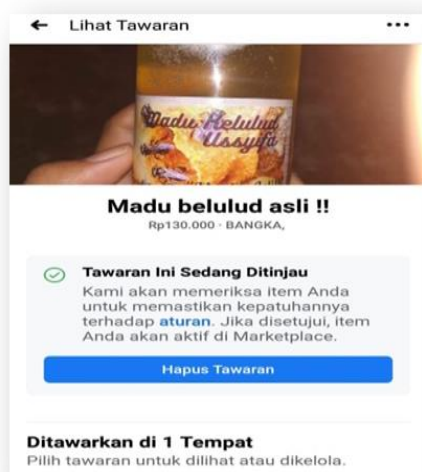 Lihat Tawaran
Madu Kelulud
Ussyifa
Madu belulud asli !!
Rp130.000 · BANGKA,
Tawaran Ini Sedang Ditinjau
Kami akan memeriksa item Anda
untuk memastikan kepatuhannya
terhadap aturan. Jika disetujui, item
Anda akan aktif di Marketplace.
Hapus Tawaran
Ditawarkan di 1 Tempat
Pilih tawaran untuk dilihat atau dikelola.